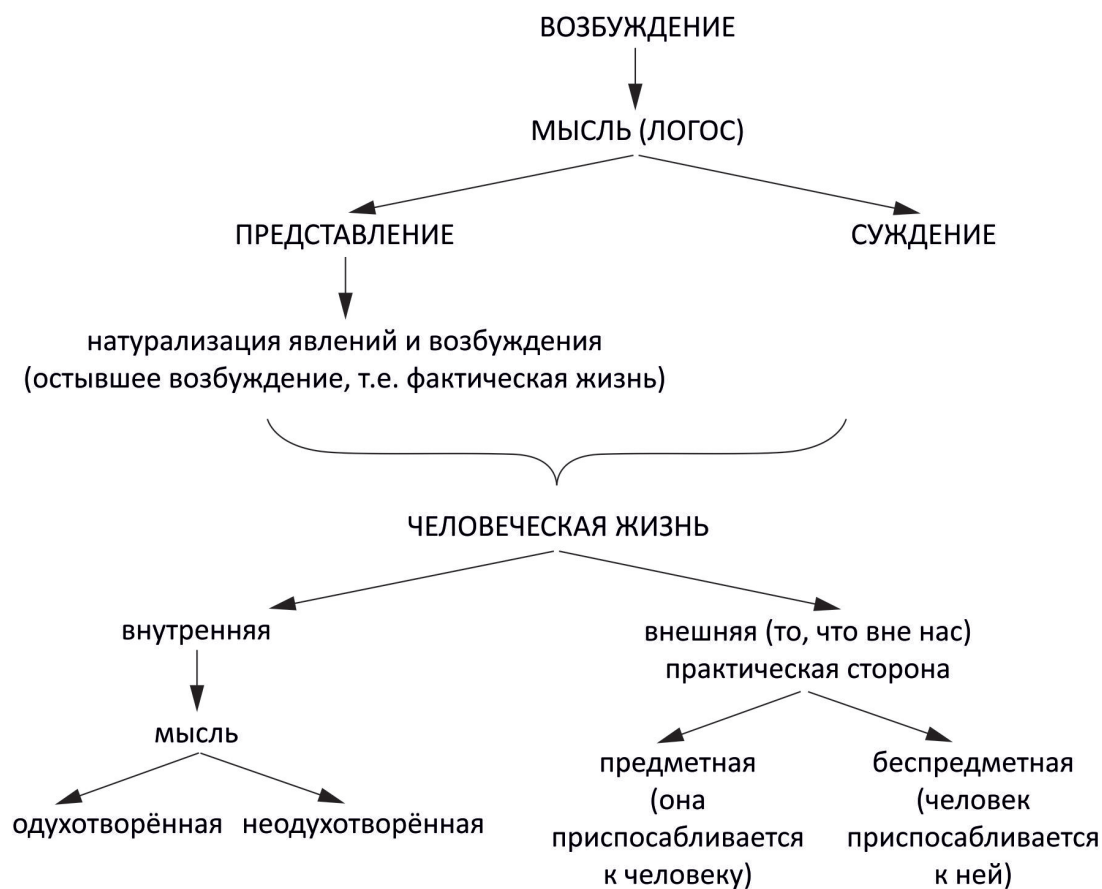 ВОЗБУЖДЕНИЕ
МЫСЛЬ (ЛОГОС)
ПРЕДСТАВЛЕНИЕ
СУЖДЕНИЕ
натурализация явлений и возбуждения
(остывшее возбуждение, т.е. фактическая жизнь)
ЧЕЛОВЕЧЕСКАЯ ЖИЗНЬ
внутренняя
мысль
одухотворённая
неодухотворённая
внешняя (то, что вне нас)
практическая сторона
предметная
(она
приспосабливается
к человеку)
беспредметная
(человек
приспосабливается
к ней)